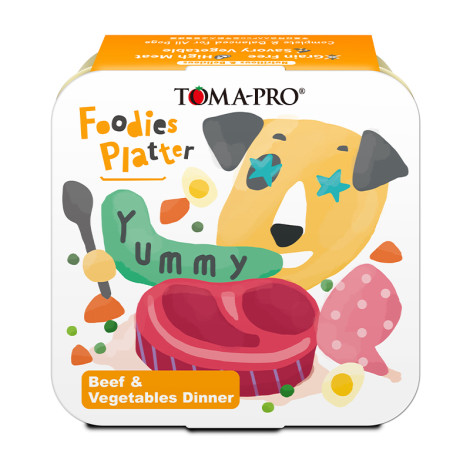 Complete & Balanced For All Dogs
Grain Free High Meat
Savory Vegetable
TOMA-PRO®
Foodies
Platter
Yummy
Beef &
Vegetables Dinner